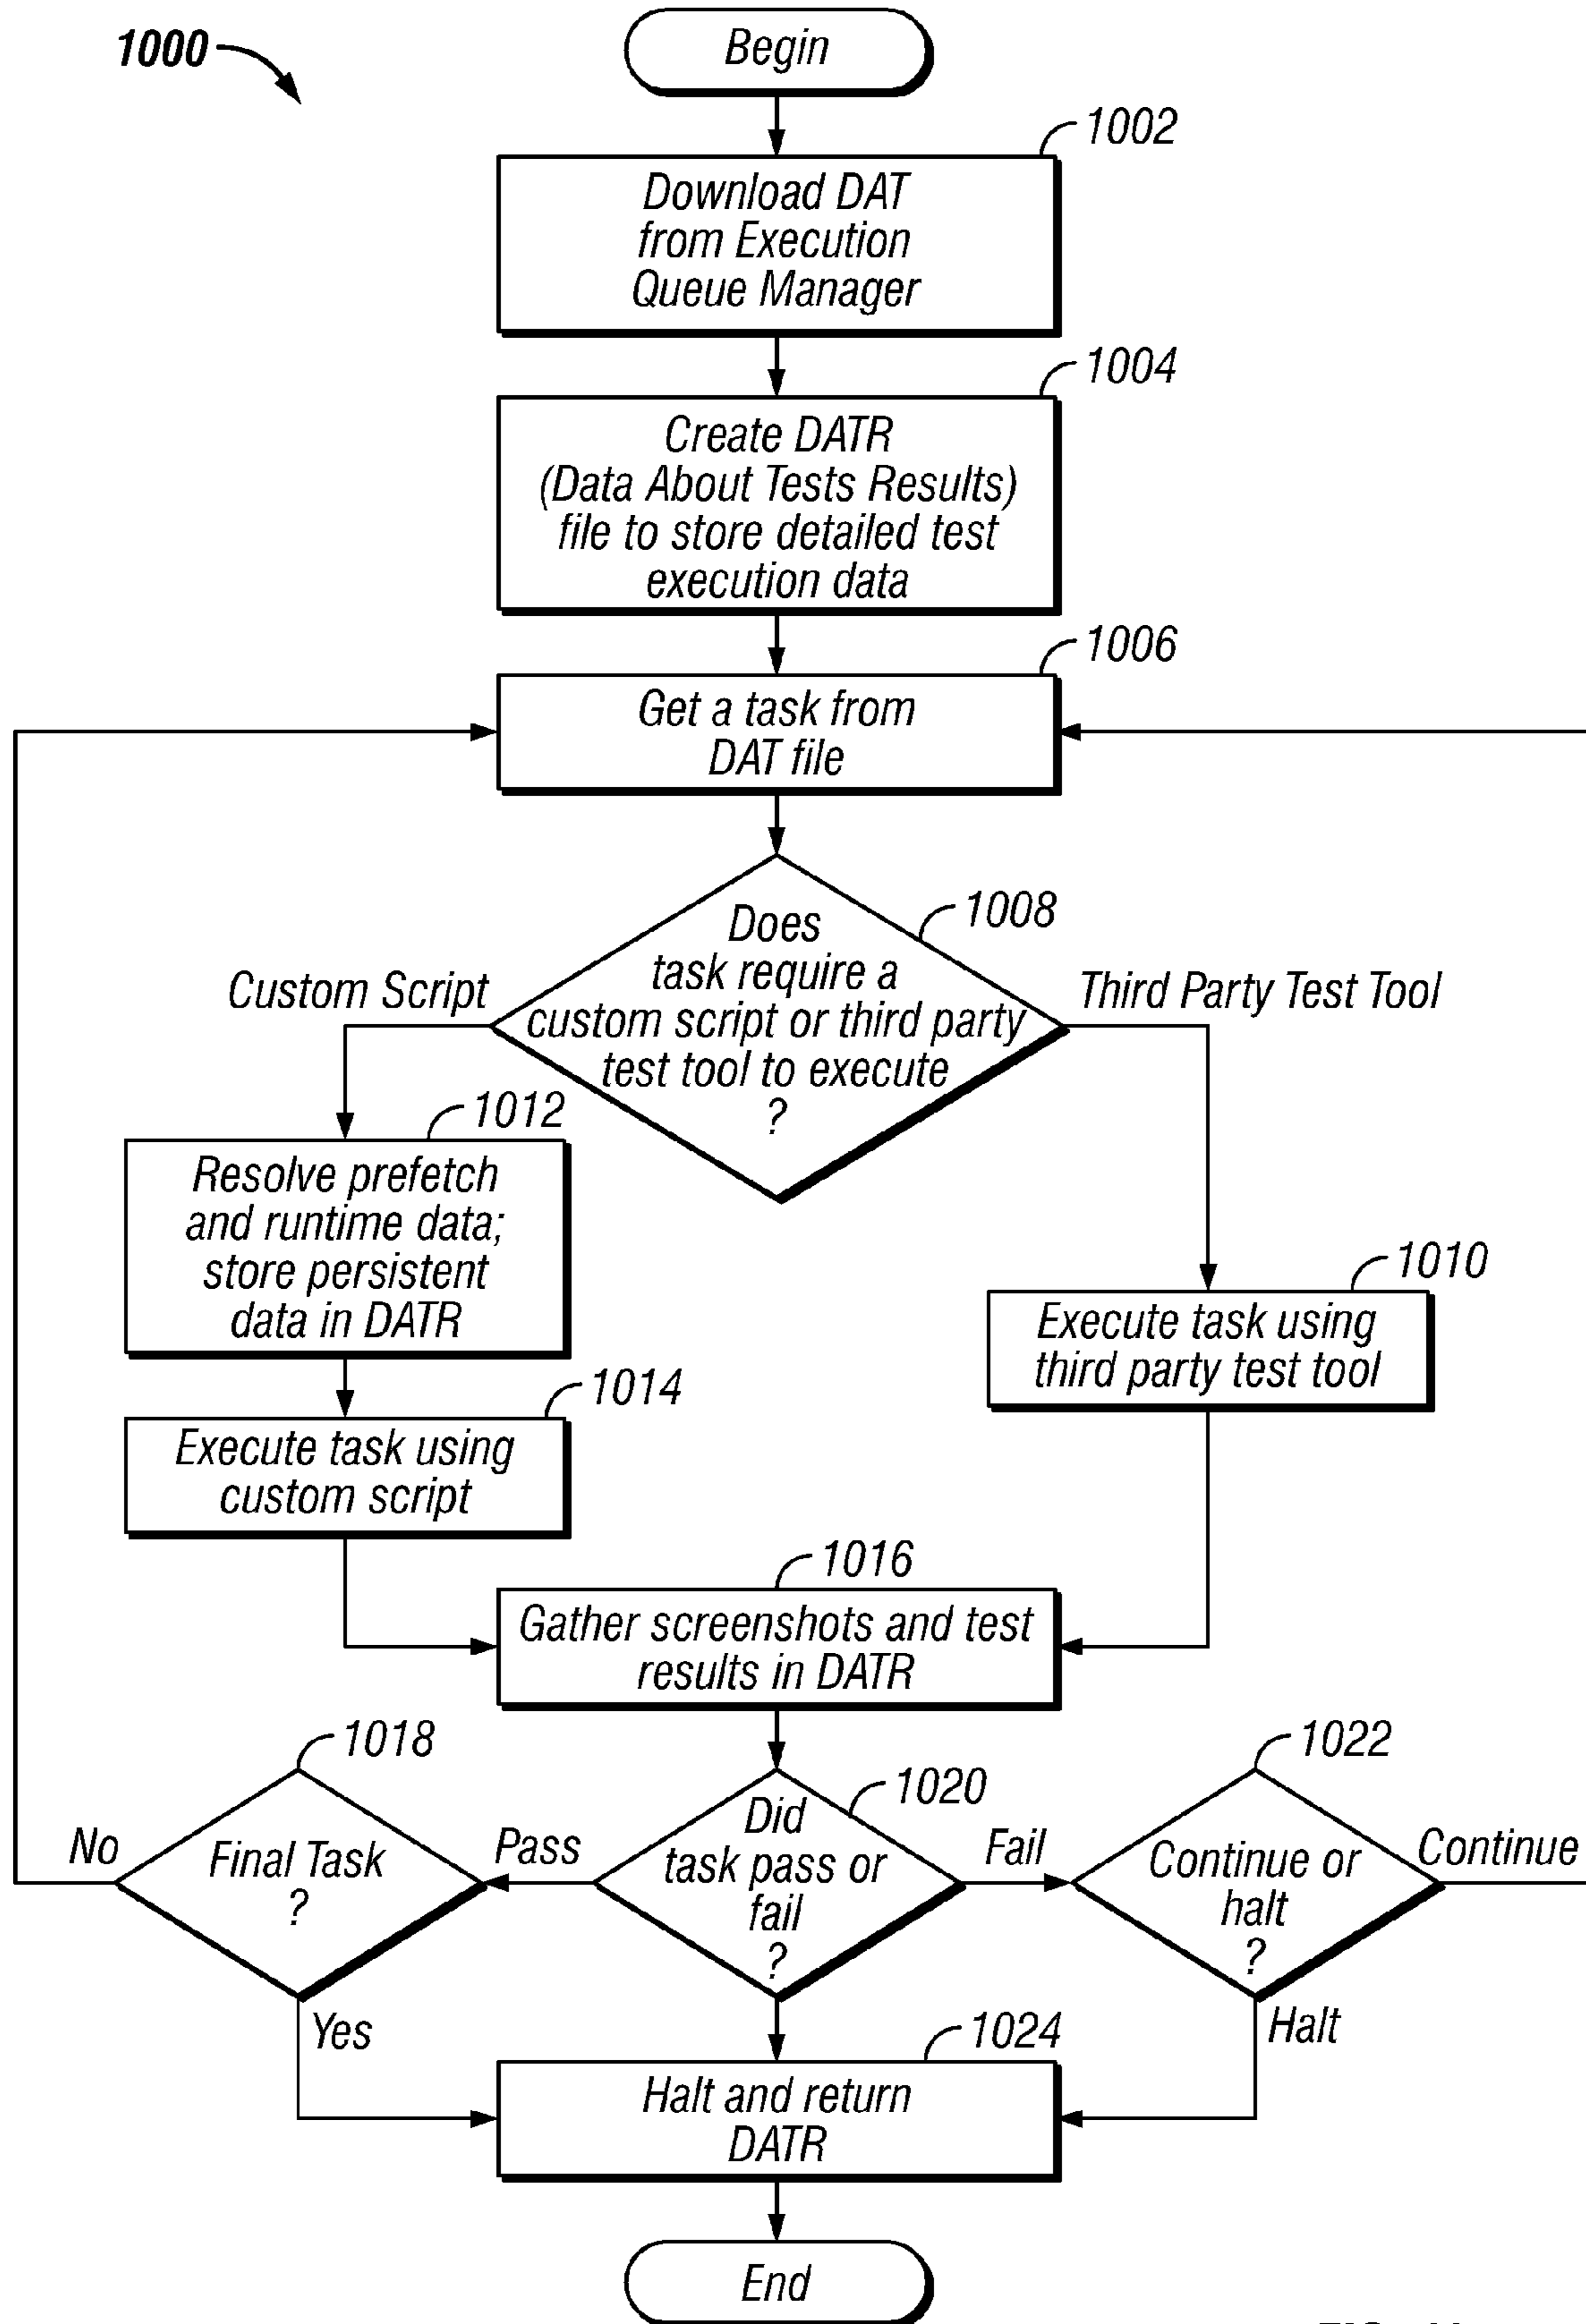 1000
Begin
1002
Download DAT
from Execution
Queue Manager
1004
Create DATR
(Data About Tests Results)
file to store detailed test
execution data
1006
Get a task from
DAT file
1008
Does
task require a
custom script or third party
test tool to execute
?
Custom Script
Third Party Test Tool
1012
Resolve prefetch
and runtime data;
store persistent
data in DATR
1010
Execute task using
third party test tool
1014
Execute task using
custom script
1016
Gather screenshots and test
results in DATR
1018
Final Task
?
No
Yes
Pass
1020
Did
task pass or
fail
?
Fail
1022
Continue or
halt
?
Continue
Halt
1024
Halt and return
DATR
End